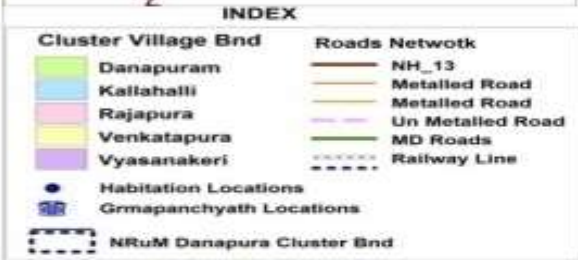 INDEX
Cluster Village Bnd
Danapuram
Kallahalli
Rajapura
Venkatapura
Vyasanakeri
Habitation Locations
Grmapanchyath Locations
NRuM Danapura Cluster Bnd
Roads Netwotk
NH_13
Metalled Road
Metalled Road
Un Metalled Road
MD Roads
Railway Line